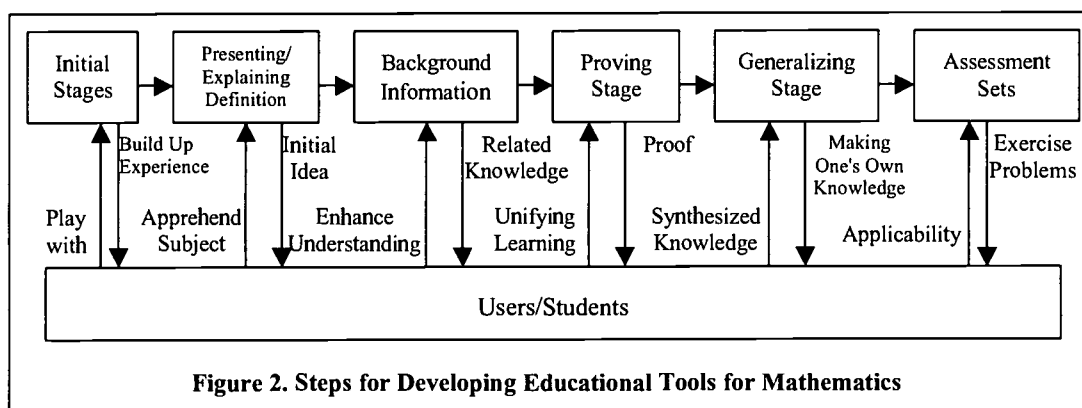 Initial
Stages
Presenting/
Explaining
Definition
Background
Information
Proving
Stage
Generalizing
Stage
Assessment
Sets
Build Up
Experience
Initial
Idea
Related
Knowledge
Proof
Making
One's Own
Knowledge
Exercise
Problems
Play
with
Apprehend
Subject
Enhance
Understanding
Unifying
Learning
Synthesized
Knowledge
Applicability
Users/Students
Figure 2. Steps for Developing Educational Tools for Mathematics